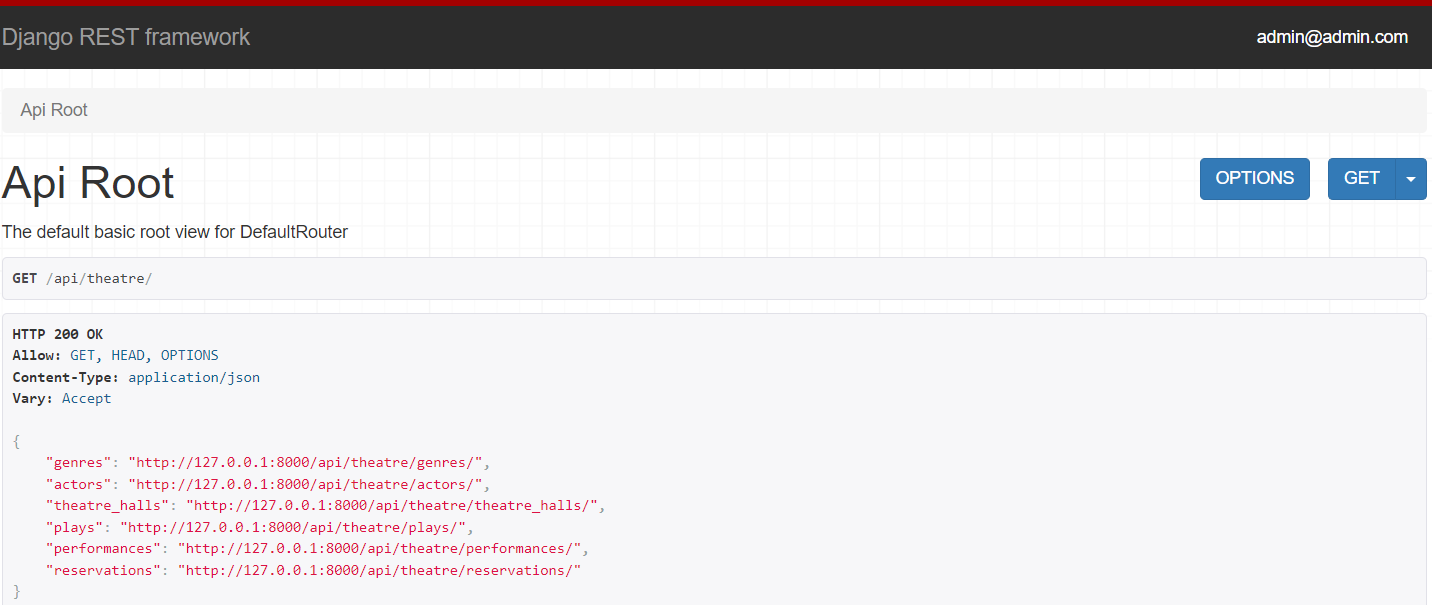 Django REST framework
admin@admin.com
Api Root
Api Root
OPTIONS
GET
The default basic root view for DefaultRouter
GET /api/theatre/
HTTP 200 OK
Allow: GET, HEAD, OPTIONS
Content-Type: application/json
Vary: Accept
{
    "genres": "http://127.0.0.1:8000/api/theatre/genres/",
    "actors": "http://127.0.0.1:8000/api/theatre/actors/",
    "theatre_halls": "http://127.0.0.1:8000/api/theatre/theatre_halls/",
    "plays": "http://127.0.0.1:8000/api/theatre/plays/",
    "performances": "http://127.0.0.1:8000/api/theatre/performances/",
    "reservations": "http://127.0.0.1:8000/api/theatre/reservations/"
}